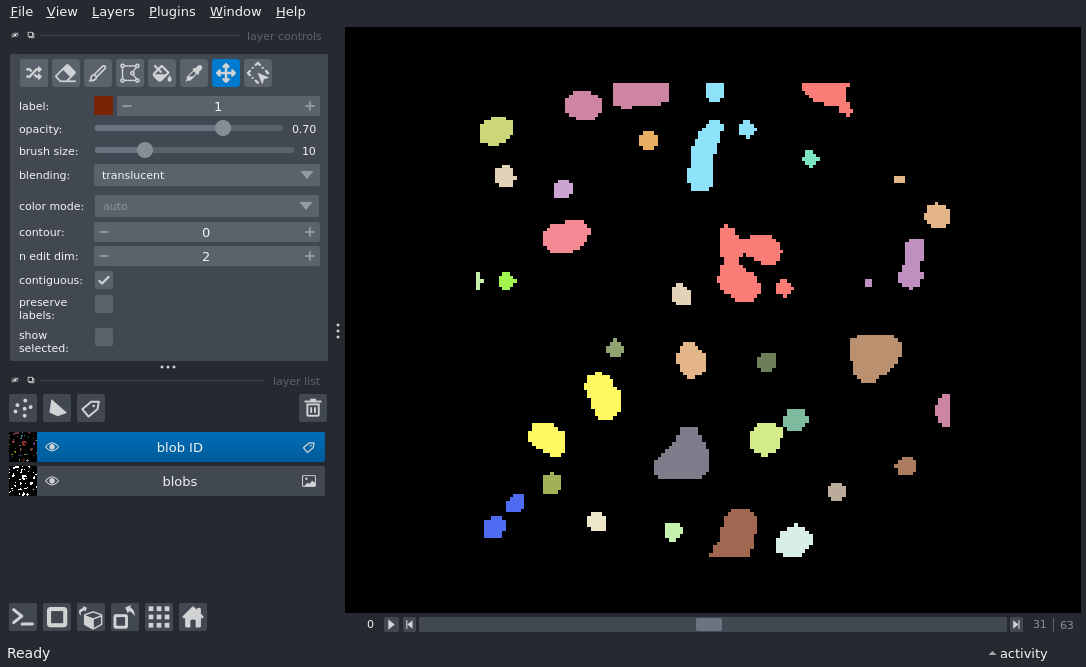 File View Layers Plugins Window Help
layer controls
label: 1
opacity: 0.70
brush size: 10
blending: translucent
color mode: auto
contour: 0
n edit dim: 2
contiguous:
preserve
labels:
show
selected:
layer list
blob ID
blobs
0 31 63
Ready activity